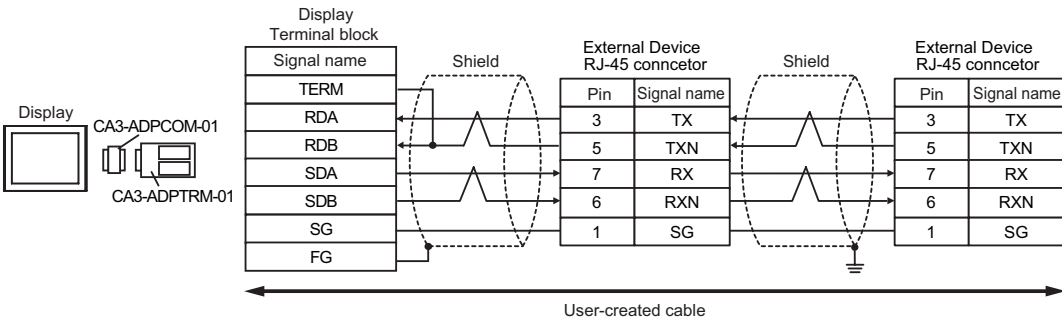 Display
Terminal block
Signal name
TERM
RDA
RDB
SDA
SDB
SG
FG
Display
CA3-ADPCOM-01
CA3-ADPTRM-01
Shield
External Device
RJ-45 conncetor
Pin Signal name
3 TX
5 TXN
7 RX
6 RXN
1 SG
Shield
External Device
RJ-45 conncetor
Pin Signal name
3 TX
5 TXN
7 RX
6 RXN
1 SG
User-created cable